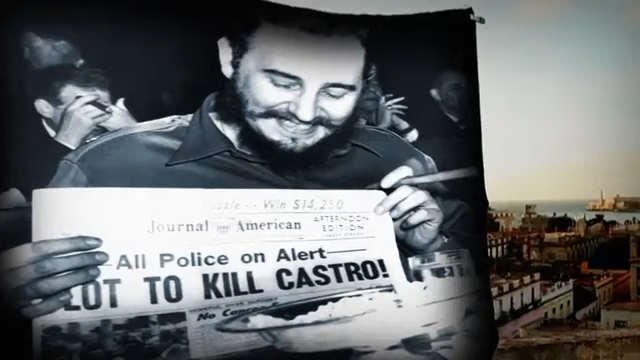 Win $14,250
Journal American AFTERNOON EDITION
All Police on Alert
LOT TO KILL CASTRO!
No